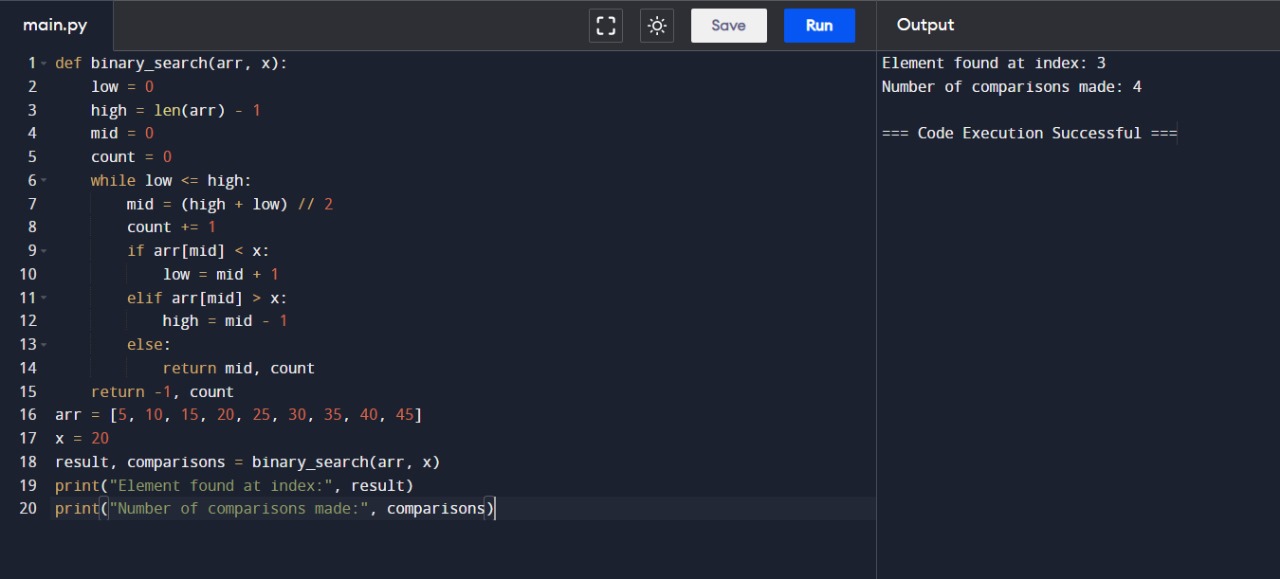 main.py Save Run Output
1 def binary_search(arr, x):
2     low = 0
3     high = len(arr) - 1
4     mid = 0
5     count = 0
6     while low <= high:
7         mid = (high + low) // 2
8         count += 1
9         if arr[mid] < x:
10             low = mid + 1
11         elif arr[mid] > x:
12             high = mid - 1
13         else:
14             return mid, count
15     return -1, count
16 arr = [5, 10, 15, 20, 25, 30, 35, 40, 45]
17 x = 20
18 result, comparisons = binary_search(arr, x)
19 print("Element found at index:", result)
20 print("Number of comparisons made:", comparisons)
Element found at index: 3
Number of comparisons made: 4
=== Code Execution Successful ===